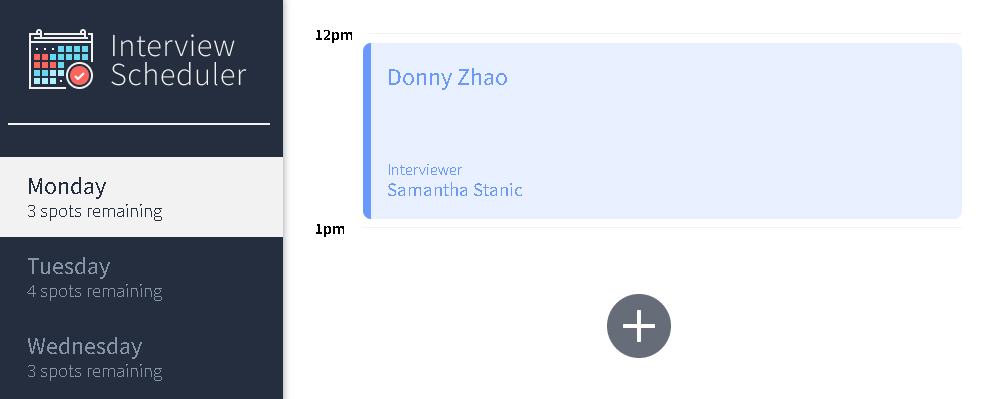 Interview
Scheduler
Monday
3 spots remaining
Tuesday
4 spots remaining
Wednesday
3 spots remaining
12pm
Donny Zhao
Interviewer
Samantha Stanic
1pm